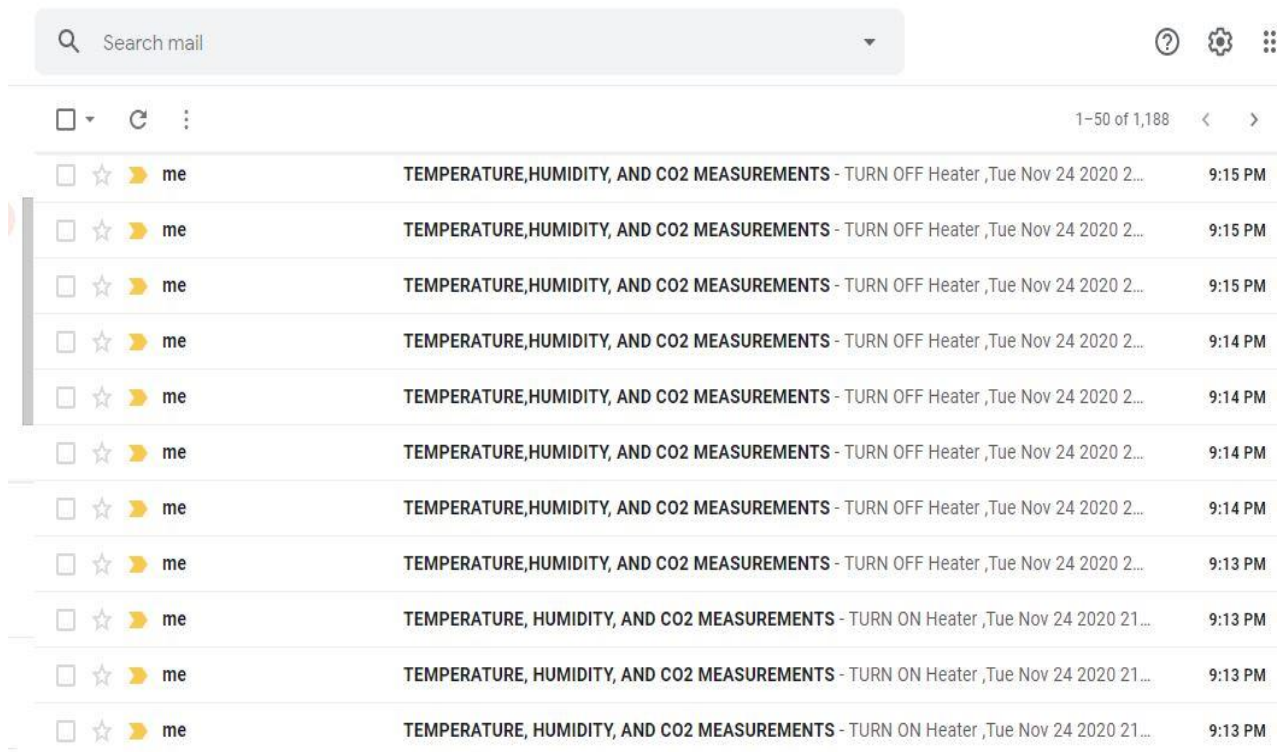 Search mail
1–50 of 1,188
me TEMPERATURE,HUMIDITY, AND CO2 MEASUREMENTS - TURN OFF Heater ,Tue Nov 24 2020 2... 9:15 PM
me TEMPERATURE,HUMIDITY, AND CO2 MEASUREMENTS - TURN OFF Heater ,Tue Nov 24 2020 2... 9:15 PM
me TEMPERATURE,HUMIDITY, AND CO2 MEASUREMENTS - TURN OFF Heater ,Tue Nov 24 2020 2... 9:15 PM
me TEMPERATURE,HUMIDITY, AND CO2 MEASUREMENTS - TURN OFF Heater ,Tue Nov 24 2020 2... 9:14 PM
me TEMPERATURE,HUMIDITY, AND CO2 MEASUREMENTS - TURN OFF Heater ,Tue Nov 24 2020 2... 9:14 PM
me TEMPERATURE,HUMIDITY, AND CO2 MEASUREMENTS - TURN OFF Heater ,Tue Nov 24 2020 2... 9:14 PM
me TEMPERATURE,HUMIDITY, AND CO2 MEASUREMENTS - TURN OFF Heater ,Tue Nov 24 2020 2... 9:14 PM
me TEMPERATURE,HUMIDITY, AND CO2 MEASUREMENTS - TURN OFF Heater ,Tue Nov 24 2020 2... 9:13 PM
me TEMPERATURE, HUMIDITY, AND CO2 MEASUREMENTS - TURN ON Heater ,Tue Nov 24 2020 21... 9:13 PM
me TEMPERATURE, HUMIDITY, AND CO2 MEASUREMENTS - TURN ON Heater ,Tue Nov 24 2020 21... 9:13 PM
me TEMPERATURE, HUMIDITY, AND CO2 MEASUREMENTS - TURN ON Heater ,Tue Nov 24 2020 21... 9:13 PM